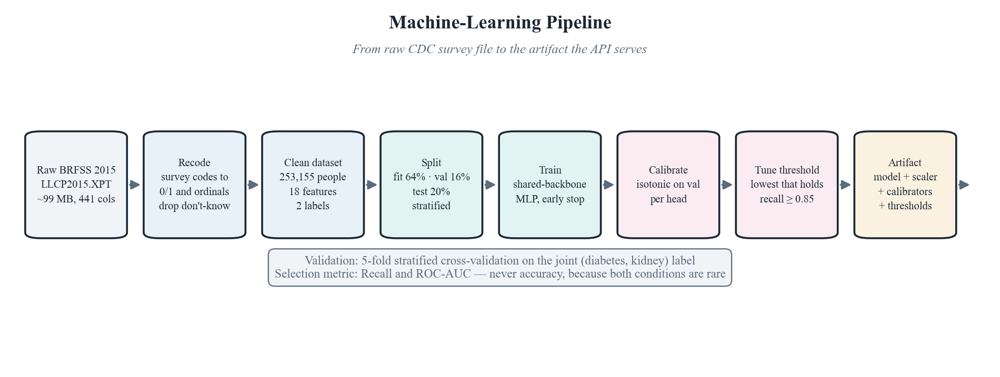 Machine-Learning Pipeline
From raw CDC survey file to the artifact the API serves
Raw BRFSS 2015
LLCP2015.XPT
~99 MB, 441 cols
Recode
survey codes to
0/1 and ordinals
drop don't-know
Clean dataset
253,155 people
18 features
2 labels
Split
fit 64% · val 16%
test 20%
stratified
Train
shared-backbone
MLP, early stop
Calibrate
isotonic on val
per head
Tune threshold
lowest that holds
recall ≥ 0.85
Artifact
model + scaler
+ calibrators
+ thresholds
Validation: 5-fold stratified cross-validation on the joint (diabetes, kidney) label
Selection metric: Recall and ROC-AUC — never accuracy, because both conditions are rare